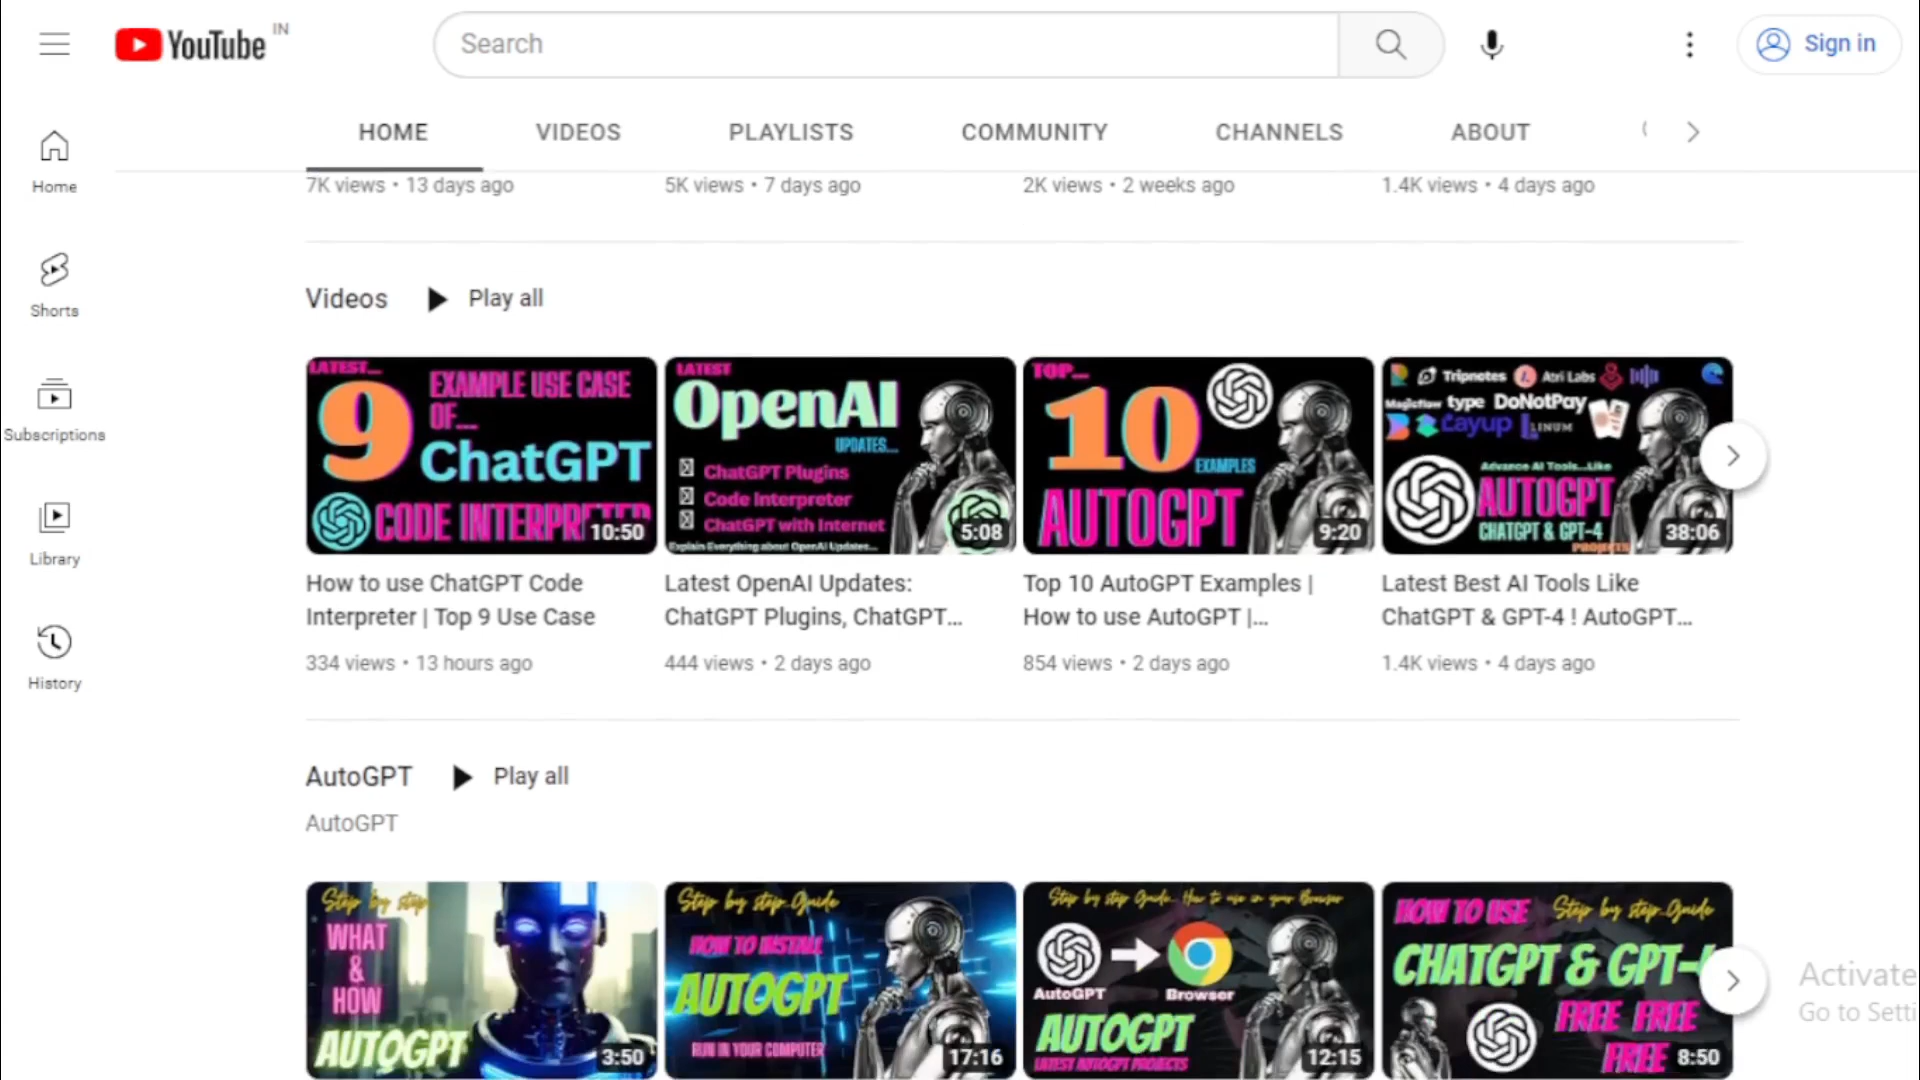 YouTube IN
Search
Sign in
HOME VIDEOS PLAYLISTS COMMUNITY CHANNELS ABOUT
Home
7K views • 13 days ago
5K views • 7 days ago
2K views • 2 weeks ago
1.4K views • 4 days ago
Shorts
Subscriptions
Library
History
Videos Play all
LATEST...
9
EXAMPLE USE CASE
OF...
ChatGPT
CODE INTERPRETER
10:50
LATEST
OpenAI
UPDATES...
ChatGPT Plugins
Code Interpreter
ChatGPT with Internet
Explain Everything about OpenAI Updates...
5:08
TOP...
10
EXAMPLES
AUTOGPT
9:20
Tripnotes Atri Labs
Magicflow type DoNotPay
Cayup LINUM
Advance AI Tools...Like
AUTOGPT
CHATGPT & GPT-4
PROJECTS
38:06
How to use ChatGPT Code
Interpreter | Top 9 Use Case
334 views • 13 hours ago
Latest OpenAI Updates:
ChatGPT Plugins, ChatGPT...
444 views • 2 days ago
Top 10 AutoGPT Examples |
How to use AutoGPT |...
854 views • 2 days ago
Latest Best AI Tools Like
ChatGPT & GPT-4 ! AutoGPT...
1.4K views • 4 days ago
AutoGPT Play all
AutoGPT
Step by step
WHAT
&
HOW
AUTOGPT
3:50
Step by step Guide
HOW TO INSTALL
AUTOGPT
RUN IN YOUR COMPUTER
17:16
Step by step Guide.. How to use in your Browser
AutoGPT Browser
AUTOGPT
LATEST AUTOGPT PROJECTS
12:15
HOW TO USE Step by step Guide
CHATGPT & GPT-4
FREE FREE
FREE
8:50
Activate
Go to Setti